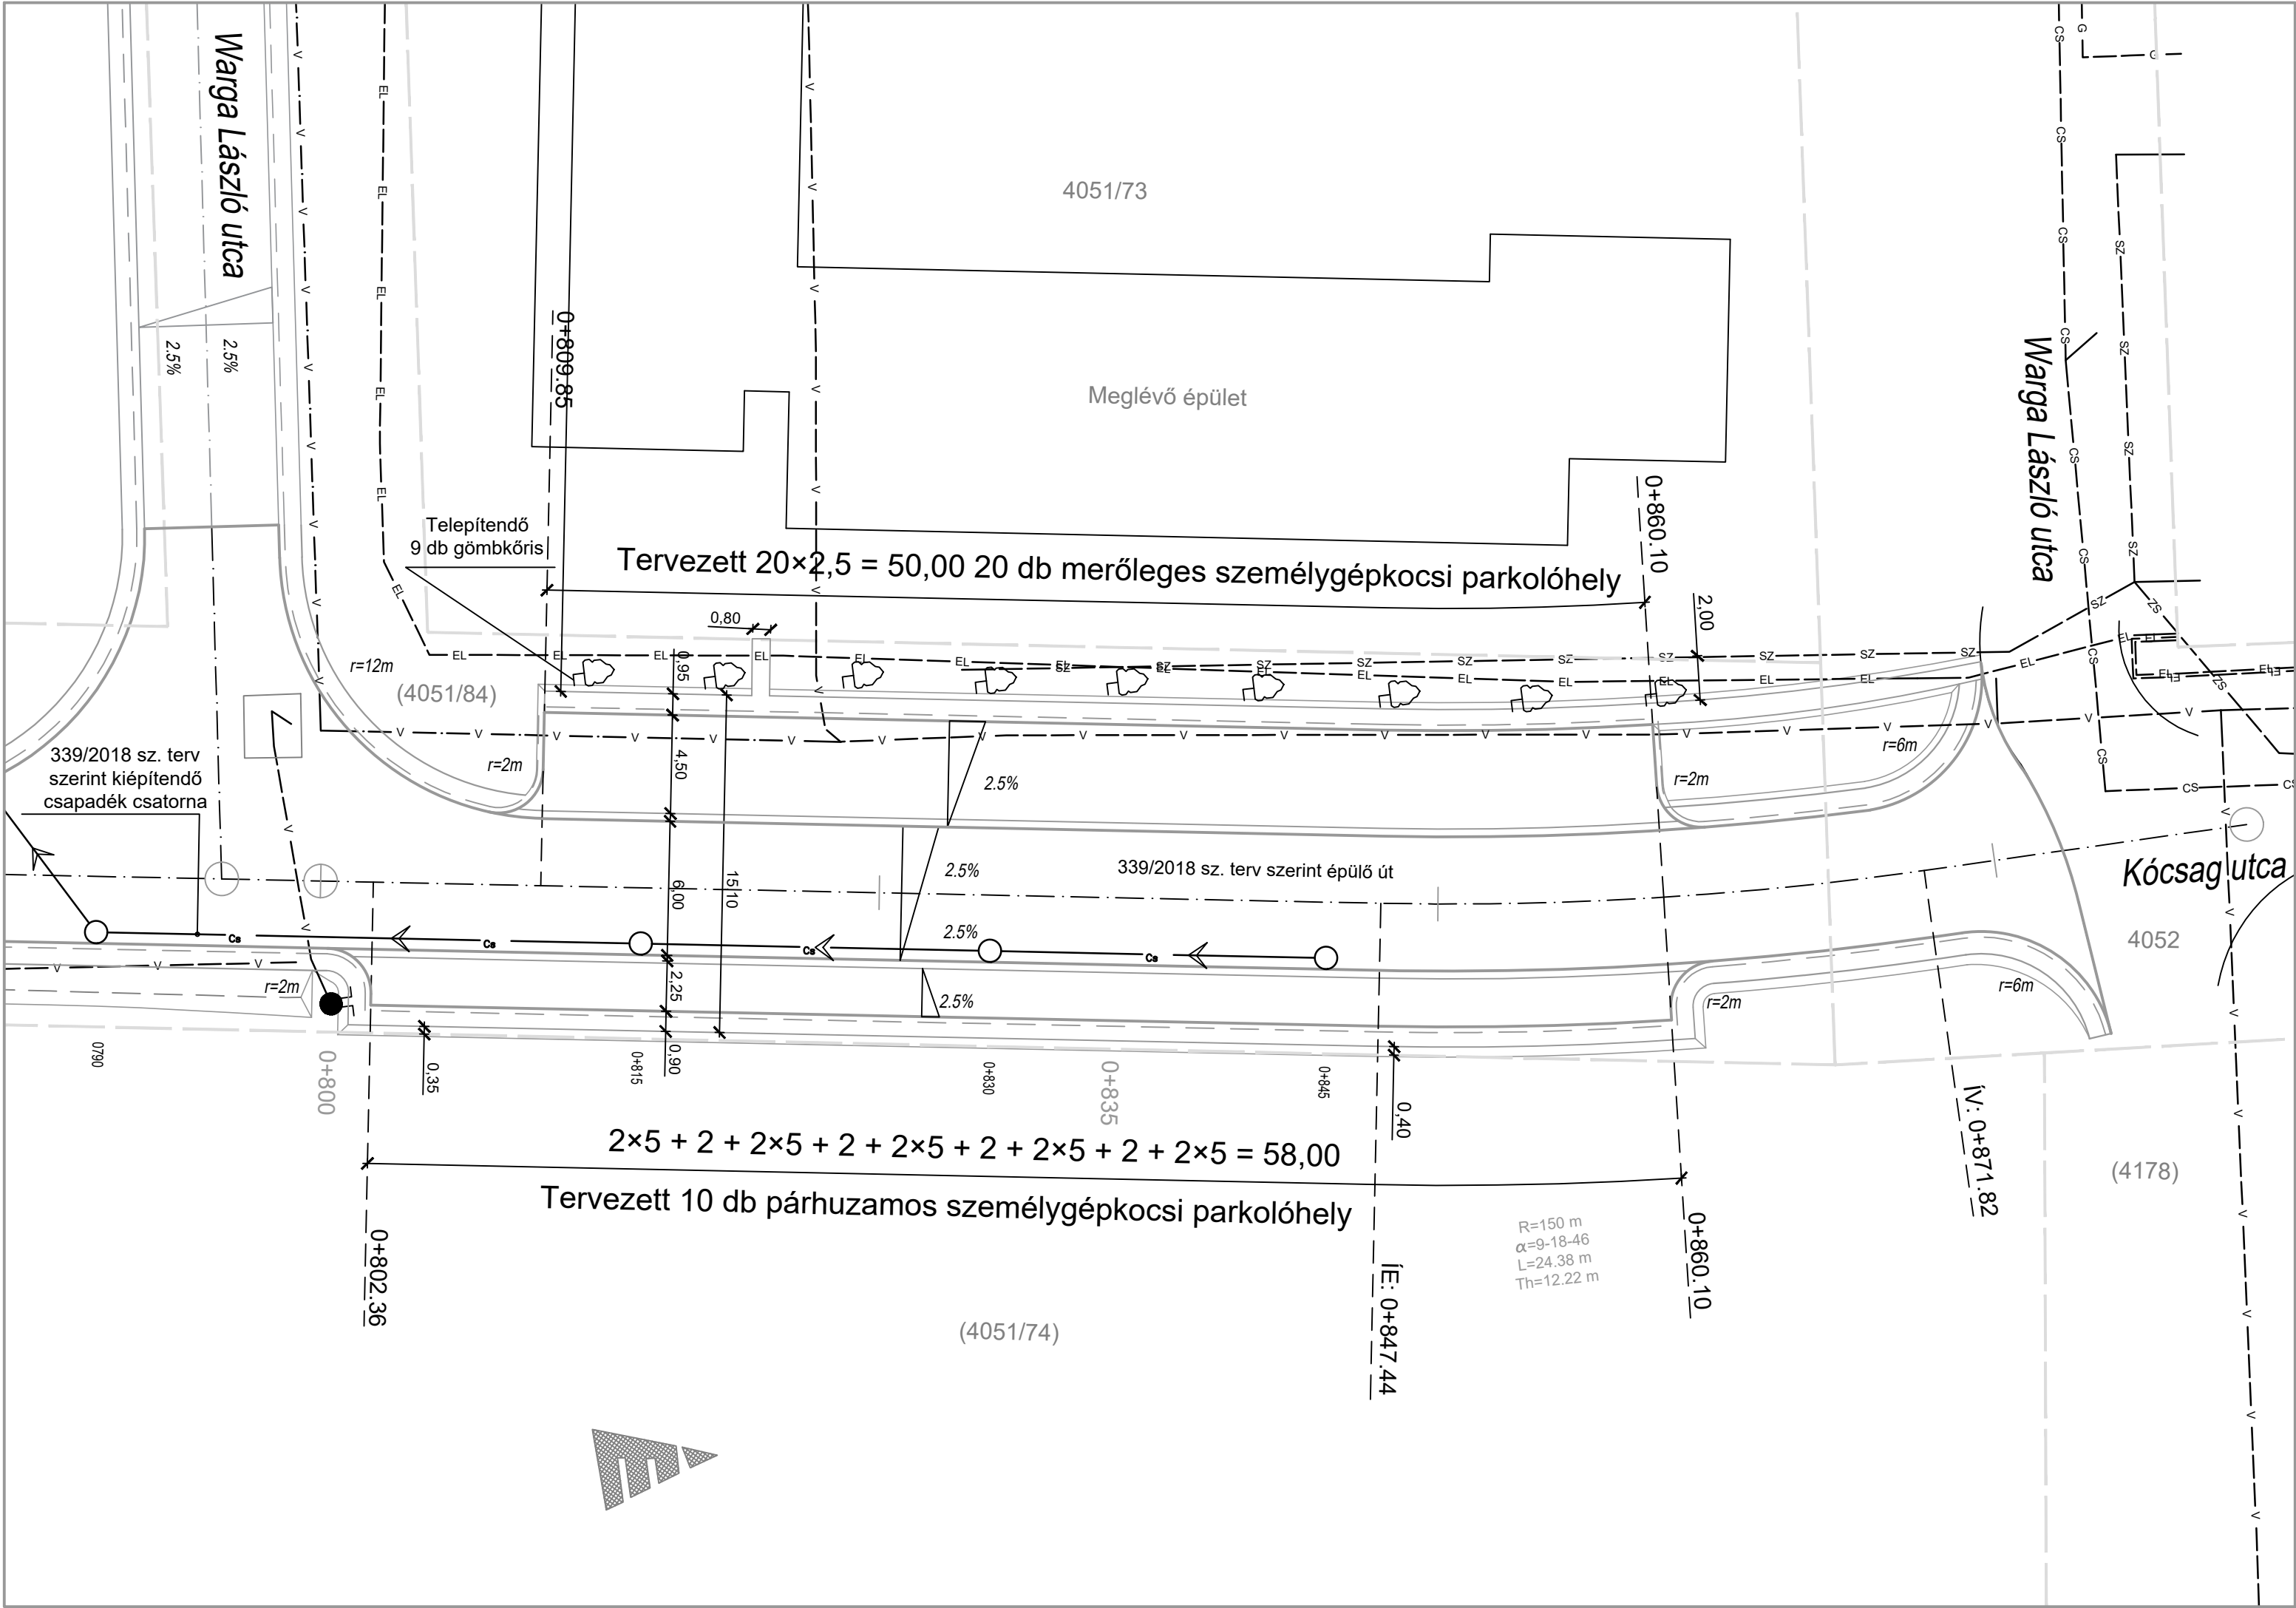 Warga László utca
2.5%
2.5%
4051/73
Meglévő épület
0+809.85
0+860.10
Warga László utca
Telepítendő
9 db gömbkőris
Tervezett 20×2,5 = 50,00 20 db merőleges személygépkocsi parkolóhely
0,80
0,95
2,00
r=12m
(4051/84)
r=2m
4,50
2.5%
r=2m
r=6m
339/2018 sz. terv
szerint kiépítendő
csapadék csatorna
6,00
15,10
2.5%
339/2018 sz. terv szerint épülő út
2.5%
Kócsag utca
4052
2,25
2.5%
r=2m
r=2m
r=6m
0790
0+800
0,35
0+815
0,90
0+830
0+835
0+845
0,40
ÍV: 0+871.82
2×5 + 2 + 2×5 + 2 + 2×5 + 2 + 2×5 + 2 + 2×5 = 58,00
Tervezett 10 db párhuzamos személygépkocsi parkolóhely
(4178)
0+802.36
ÍE: 0+847.44
R=150 m
α=9-18-46
L=24.38 m
Th=12.22 m
0+860.10
(4051/74)
V
EL
SZ
CS
G
Cs